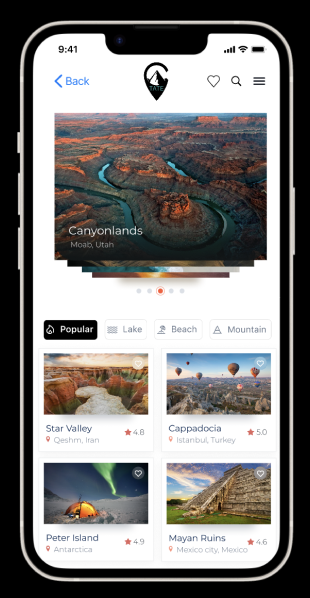 9:41
Back
TATE
Canyonlands
Moab, Utah
Popular
Lake
Beach
Mountain
Star Valley
Qeshm, Iran
4.8
Cappadocia
Istanbul, Turkey
5.0
Peter Island
Antarctica
4.9
Mayan Ruins
Mexico city, Mexico
4.6